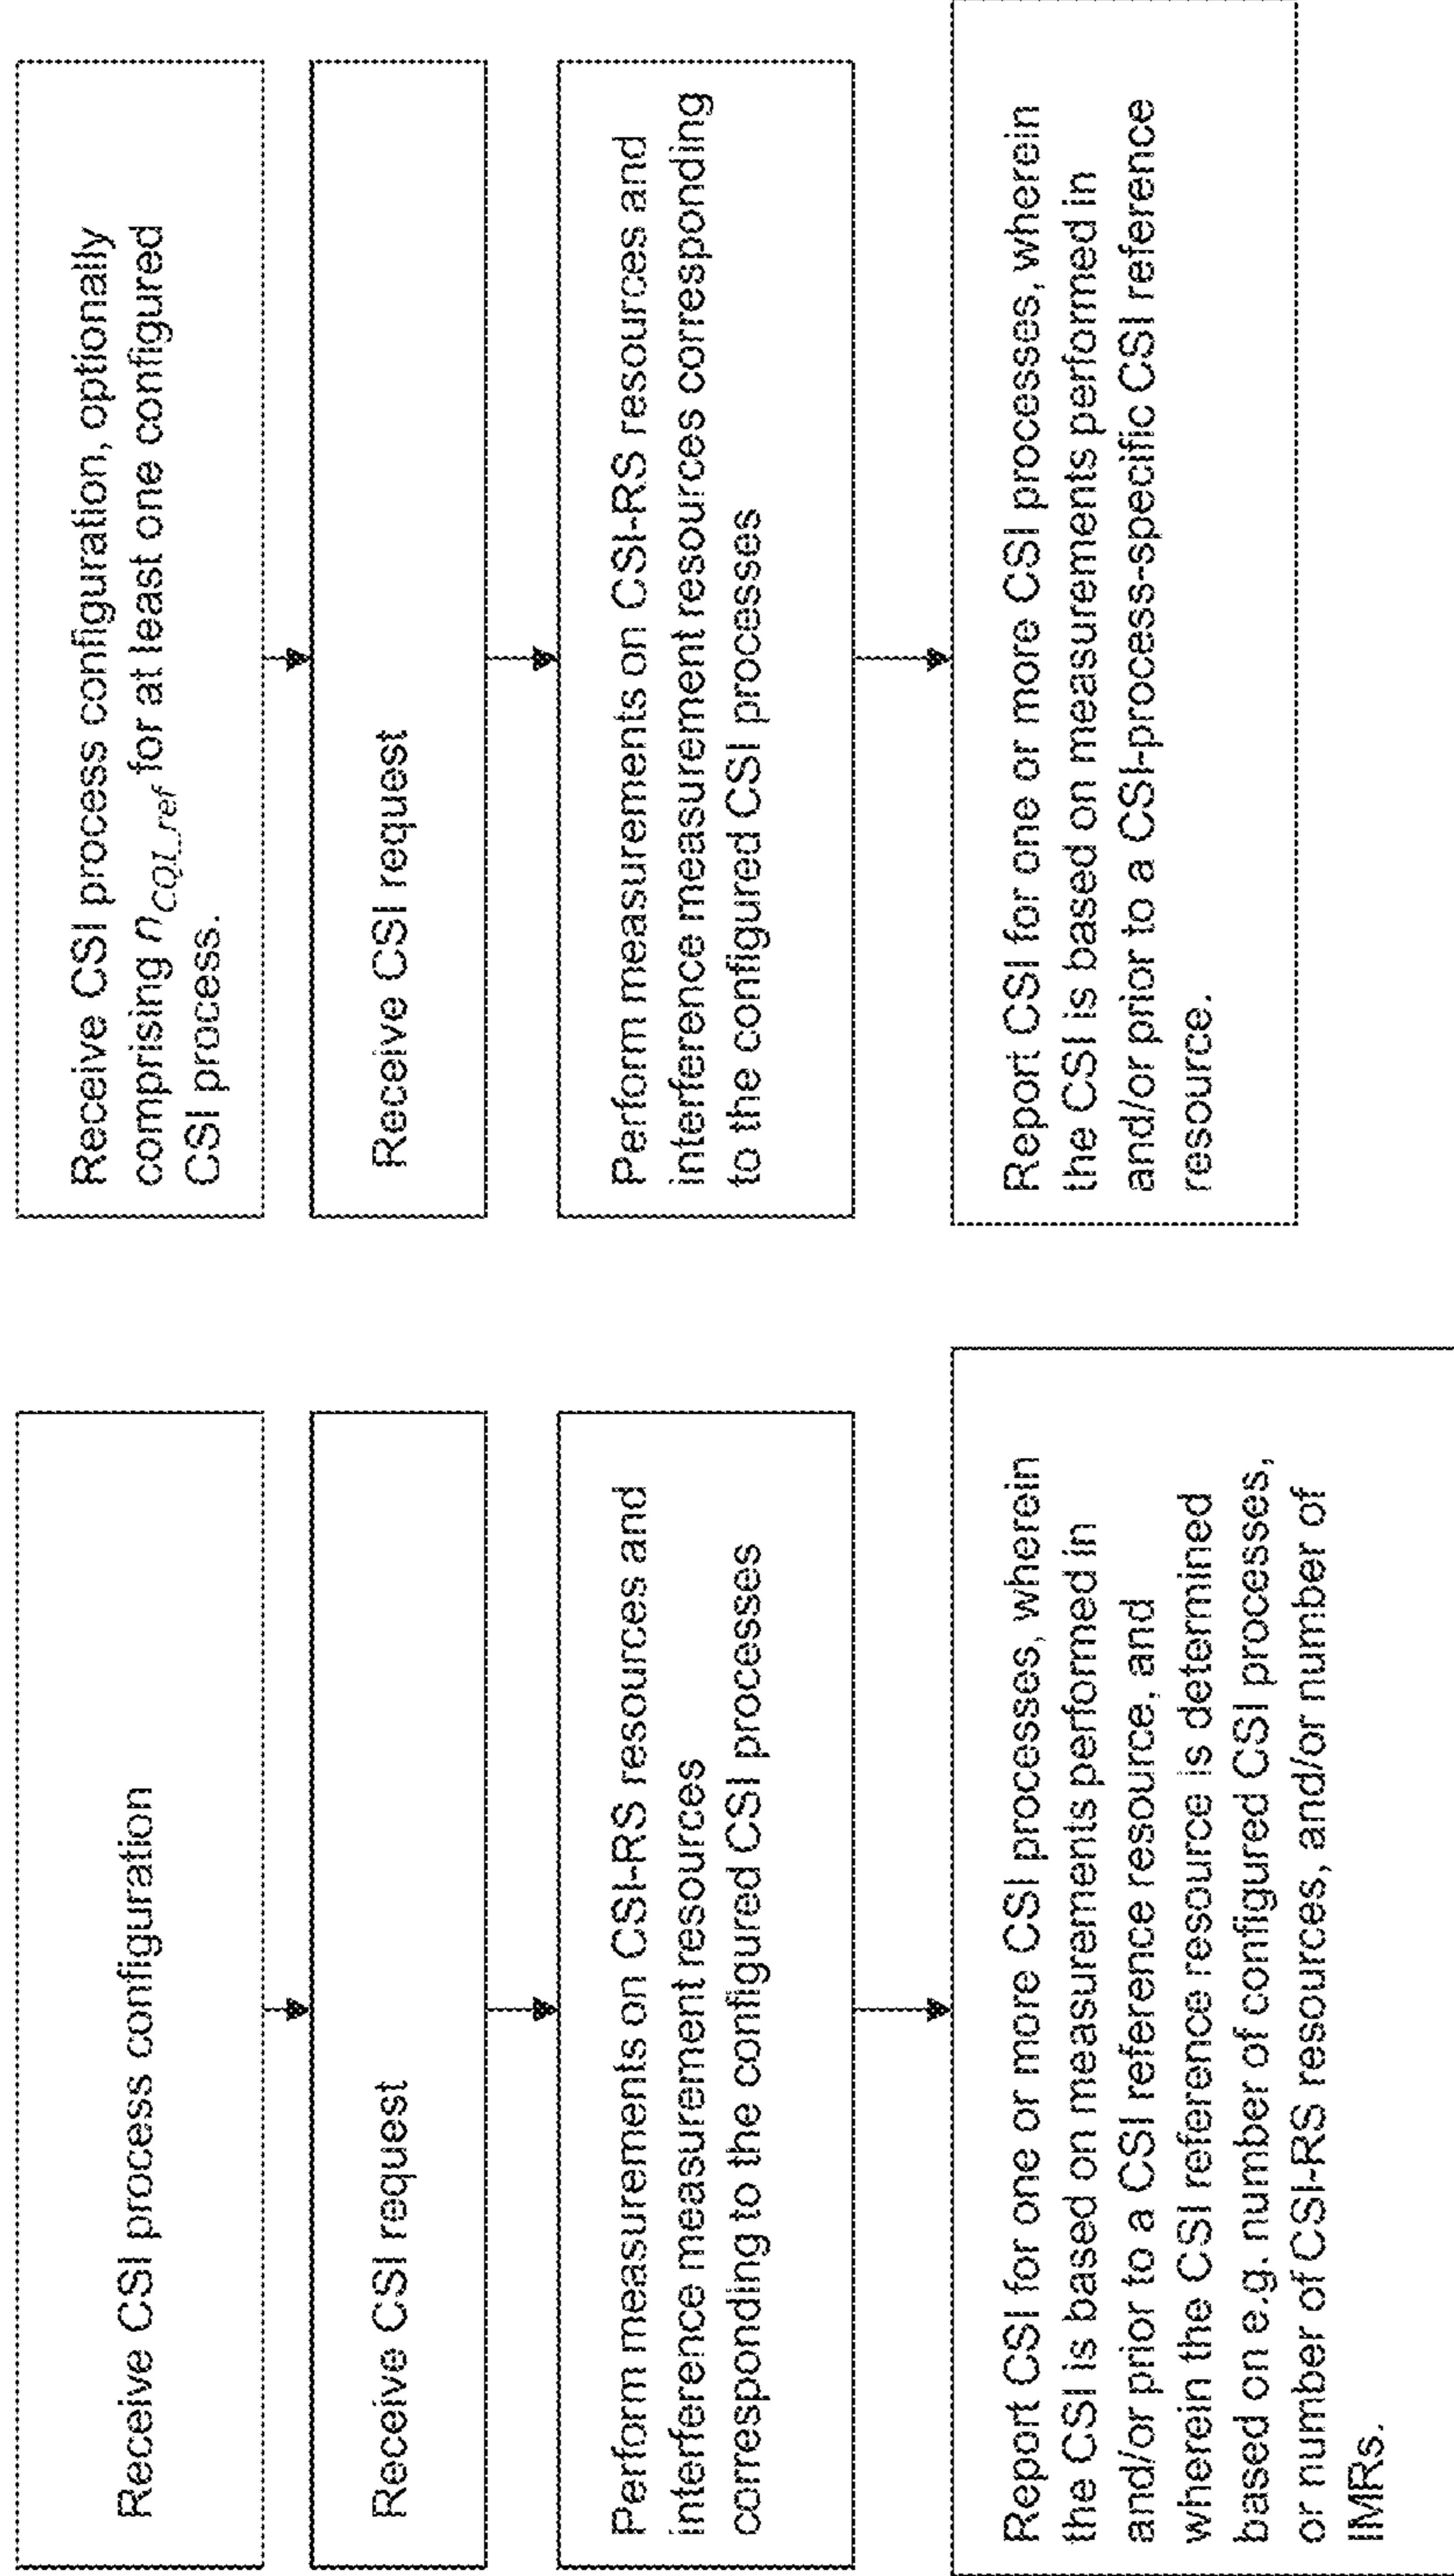 Receive CSI process configuration
Receive CSI request
Perform measurements on CSI-RS resources and
interference measurement resources
corresponding to the configured CSI processes
Report CSI for one or more CSI processes, wherein
the CSI is based on measurements performed in
and/or prior to a CSI reference resource, and
wherein the CSI reference resource is determined
based on e.g. number of configured CSI processes,
or number of CSI-RS resources, and/or number of
IMRs.
Receive CSI process configuration, optionally
comprising n_{CQI_ref} for at least one configured
CSI process.
Receive CSI request
Perform measurements on CSI-RS resources and
interference measurement resources corresponding
to the configured CSI processes
Report CSI for one or more CSI processes, wherein
the CSI is based on measurements performed in
and/or prior to a CSI-process-specific CSI reference
resource.